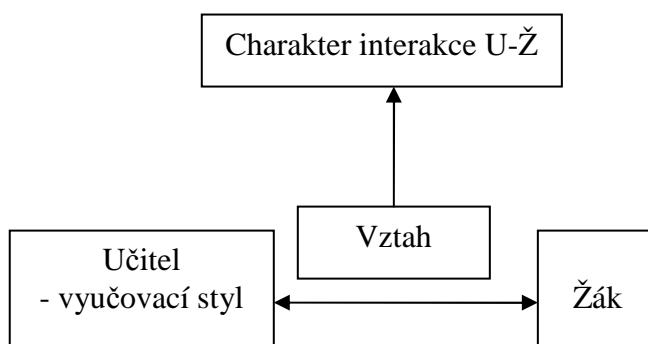 Charakter interakce U-Ž
Vztah
Učitel
- vyučovací styl
Žák